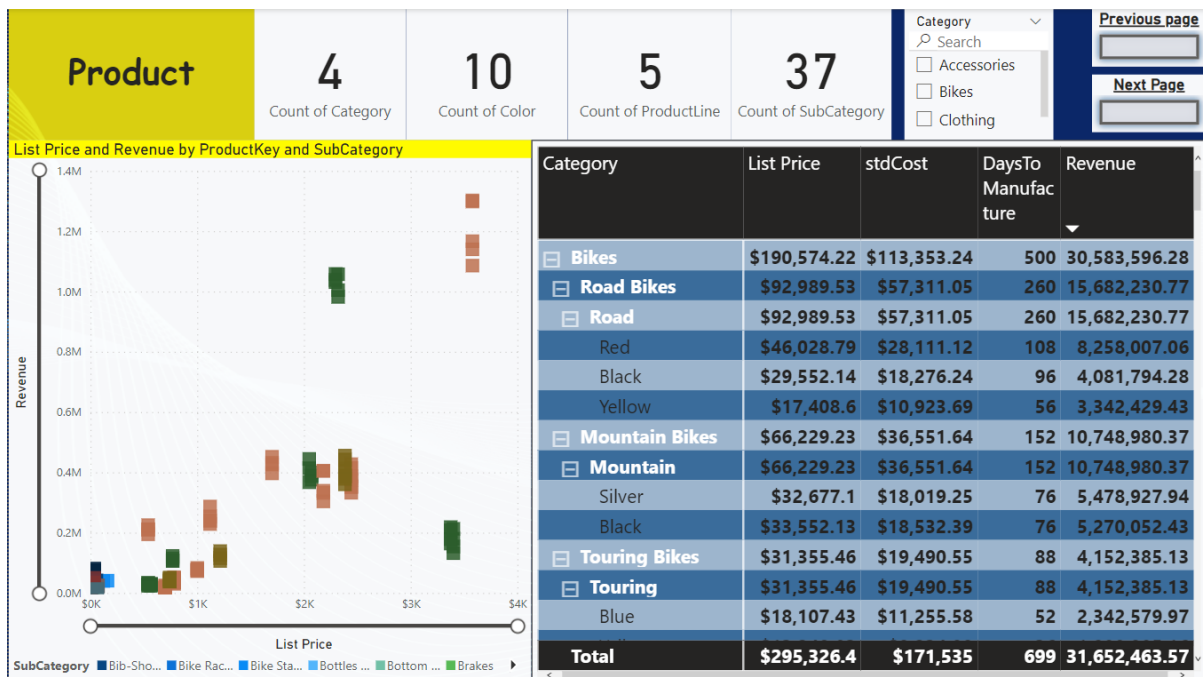 Product
4
Count of Category
10
Count of Color
5
Count of ProductLine
37
Count of SubCategory
Category
Search
Accessories
Bikes
Clothing
Previous page
Next Page
List Price and Revenue by ProductKey and SubCategory
1.4M
1.2M
1.0M
0.8M
0.6M
0.4M
0.2M
0.0M
Revenue
$0K $1K $2K $3K $4K
List Price
SubCategory Bib-Sho... Bike Rac... Bike Sta... Bottles ... Bottom ... Brakes
Category List Price stdCost DaysTo Revenue
Manufac
ture
Bikes $190,574.22 $113,353.24 500 30,583,596.28
Road Bikes $92,989.53 $57,311.05 260 15,682,230.77
Road $92,989.53 $57,311.05 260 15,682,230.77
Red $46,028.79 $28,111.12 108 8,258,007.06
Black $29,552.14 $18,276.24 96 4,081,794.28
Yellow $17,408.6 $10,923.69 56 3,342,429.43
Mountain Bikes $66,229.23 $36,551.64 152 10,748,980.37
Mountain $66,229.23 $36,551.64 152 10,748,980.37
Silver $32,677.1 $18,019.25 76 5,478,927.94
Black $33,552.13 $18,532.39 76 5,270,052.43
Touring Bikes $31,355.46 $19,490.55 88 4,152,385.13
Touring $31,355.46 $19,490.55 88 4,152,385.13
Blue $18,107.43 $11,255.58 52 2,342,579.97
Total $295,326.4 $171,535 699 31,652,463.57